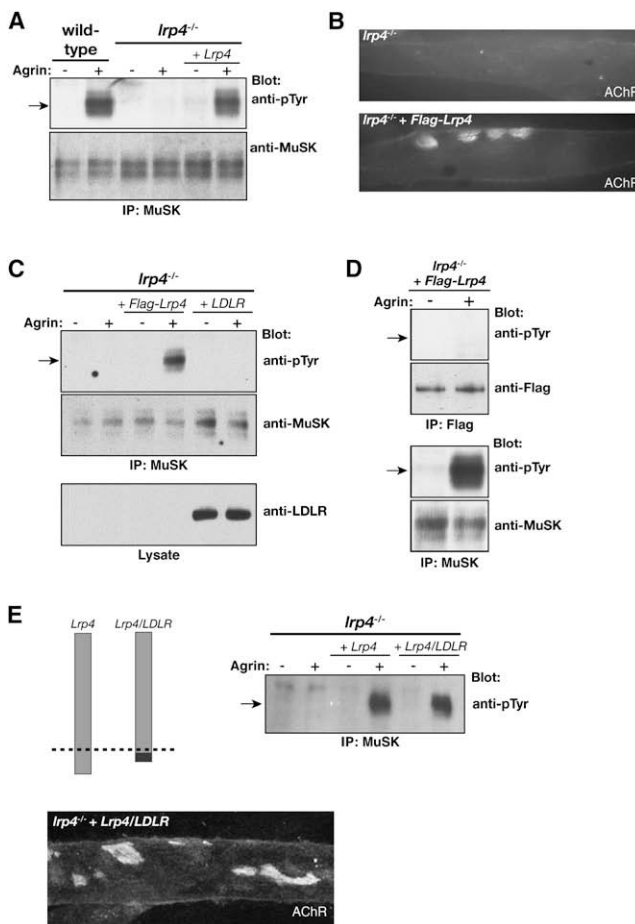 A
wild-
type
lrp4-/-
+ Lrp4
Agrin: - + - + - +
Blot:
anti-pTyr
anti-MuSK
IP: MuSK
B
lrp4-/-
AChR
lrp4-/- + Flag-Lrp4
AChR
C
lrp4-/-
+ Flag-Lrp4 + LDLR
Agrin: - + - + - +
Blot:
anti-pTyr
anti-MuSK
IP: MuSK
anti-LDLR
Lysate
D
lrp4-/-
+ Flag-Lrp4
Agrin: - +
Blot:
anti-pTyr
anti-Flag
IP: Flag
Blot:
anti-pTyr
anti-MuSK
IP: MuSK
E
Lrp4 Lrp4/LDLR
lrp4-/-
+ Lrp4 + Lrp4/LDLR
Agrin: - + - + - +
Blot:
anti-pTyr
IP: MuSK
lrp4-/- + Lrp4/LDLR
AChR